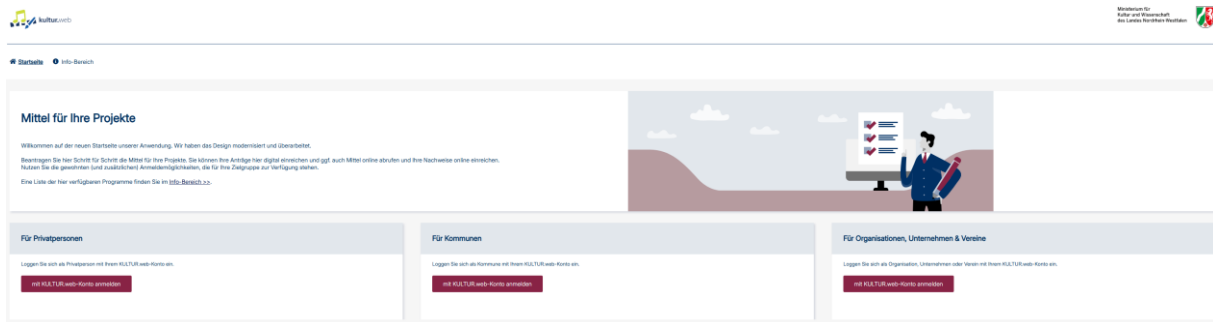 kultur.web
Ministerium für
Kultur und Wissenschaft
des Landes Nordrhein-Westfalen
Startseite Info-Bereich
Mittel für Ihre Projekte
Willkommen auf der neuen Startseite unserer Anwendung. Wir haben das Design modernisiert und überarbeitet.
Beantragen Sie hier Schritt für Schritt die Mittel für Ihre Projekte. Sie können Ihre Anträge hier digital einreichen und ggf. auch Mittel online abrufen und Ihre Nachweise online einreichen.
Nutzen Sie die gewohnten (und zusätzlichen) Anmeldemöglichkeiten, die für Ihre Zielgruppe zur Verfügung stehen.
Eine Liste der hier verfügbaren Programme finden Sie im Info-Bereich >>.
Für Privatpersonen
Loggen Sie sich als Privatperson mit Ihrem KULTUR.web-Konto ein.
mit KULTUR.web-Konto anmelden
Für Kommunen
Loggen Sie sich als Kommune mit Ihrem KULTUR.web-Konto ein.
mit KULTUR.web-Konto anmelden
Für Organisationen, Unternehmen & Vereine
Loggen Sie sich als Organisation, Unternehmen oder Verein mit Ihrem KULTUR.web-Konto ein.
mit KULTUR.web-Konto anmelden